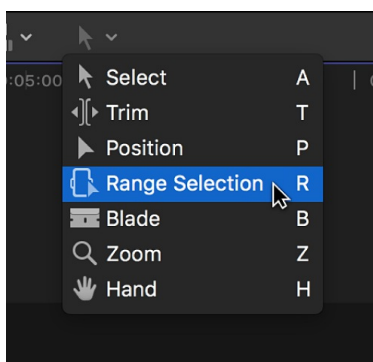 :05:00
Select A
Trim T
Position P
Range Selection R
Blade B
Zoom Z
Hand H